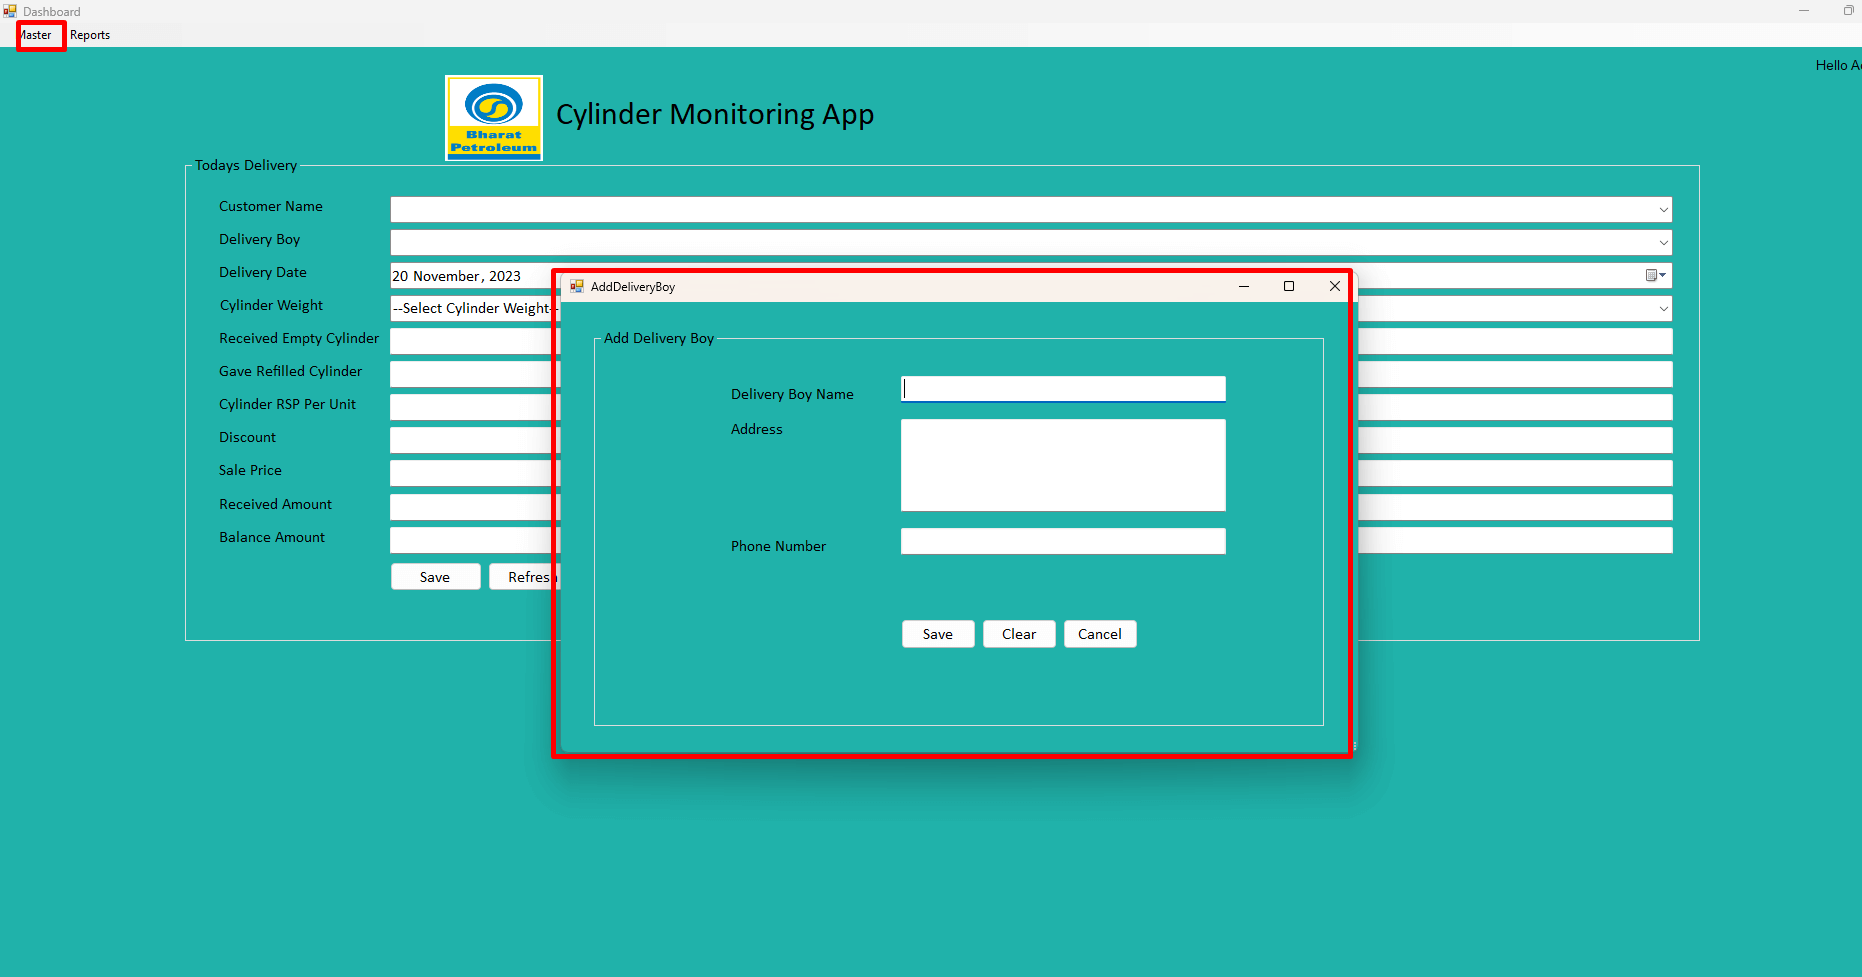 Dashboard
Master Reports
Hello A
Bharat
Petroleum
Cylinder Monitoring App
Todays Delivery
Customer Name
Delivery Boy
Delivery Date 20 November, 2023
Cylinder Weight --Select Cylinder Weight--
Received Empty Cylinder
Gave Refilled Cylinder
Cylinder RSP Per Unit
Discount
Sale Price
Received Amount
Balance Amount
Save Refresh
AddDeliveryBoy
Add Delivery Boy
Delivery Boy Name
Address
Phone Number
Save Clear Cancel